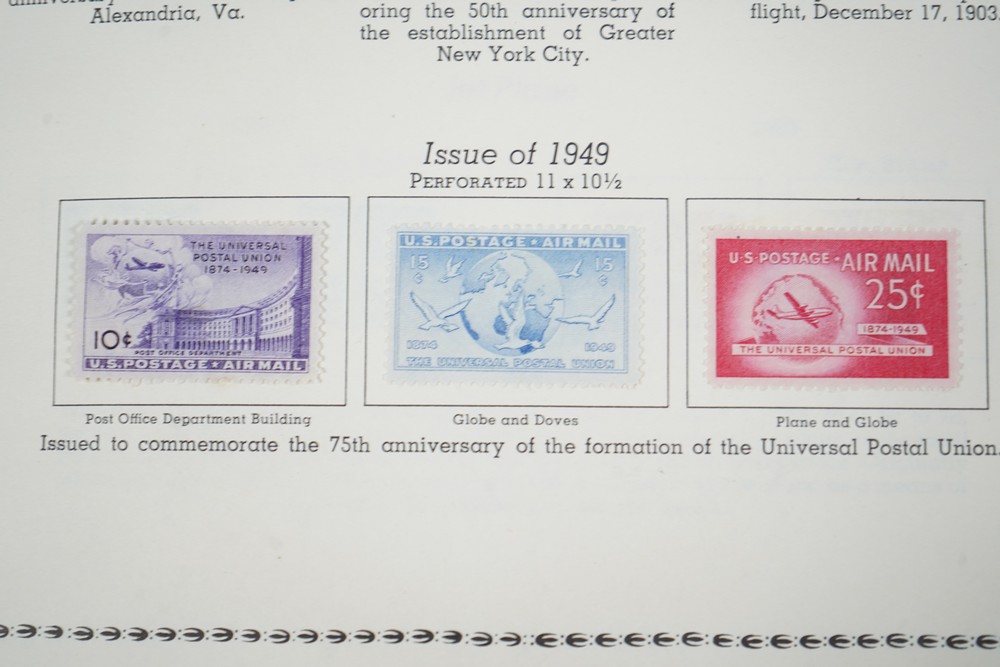 anniversary
Alexandria, Va.
oring the 50th anniversary of
the establishment of Greater
New York City.
flight, December 17, 1903.
Issue of 1949
PERFORATED 11 x 10½
THE UNIVERSAL
POSTAL UNION
1874-1949
10¢
POST OFFICE DEPARTMENT
U.S. POSTAGE ★ AIR MAIL
Post Office Department Building
U.S. POSTAGE ★ AIR MAIL
15 ¢
15 ¢
1874
1949
THE UNIVERSAL POSTAL UNION
Globe and Doves
U·S·POSTAGE·AIR MAIL
25¢
1874-1949
THE UNIVERSAL POSTAL UNION
Plane and Globe
Issued to commemorate the 75th anniversary of the formation of the Universal Postal Union.